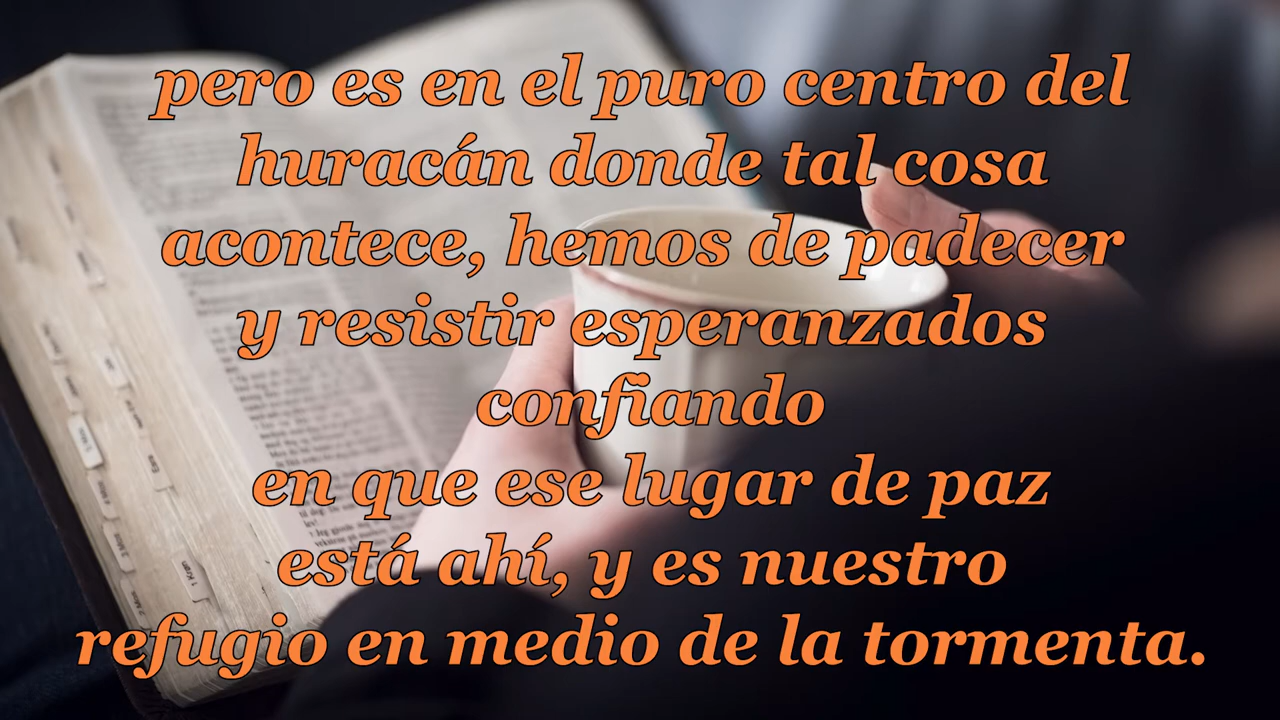 pero es en el puro centro del
huracán donde tal cosa
acontece, hemos de padecer
y resistir esperanzados
confiando
en que ese lugar de paz
está ahí, y es nuestro
refugio en medio de la tormenta.